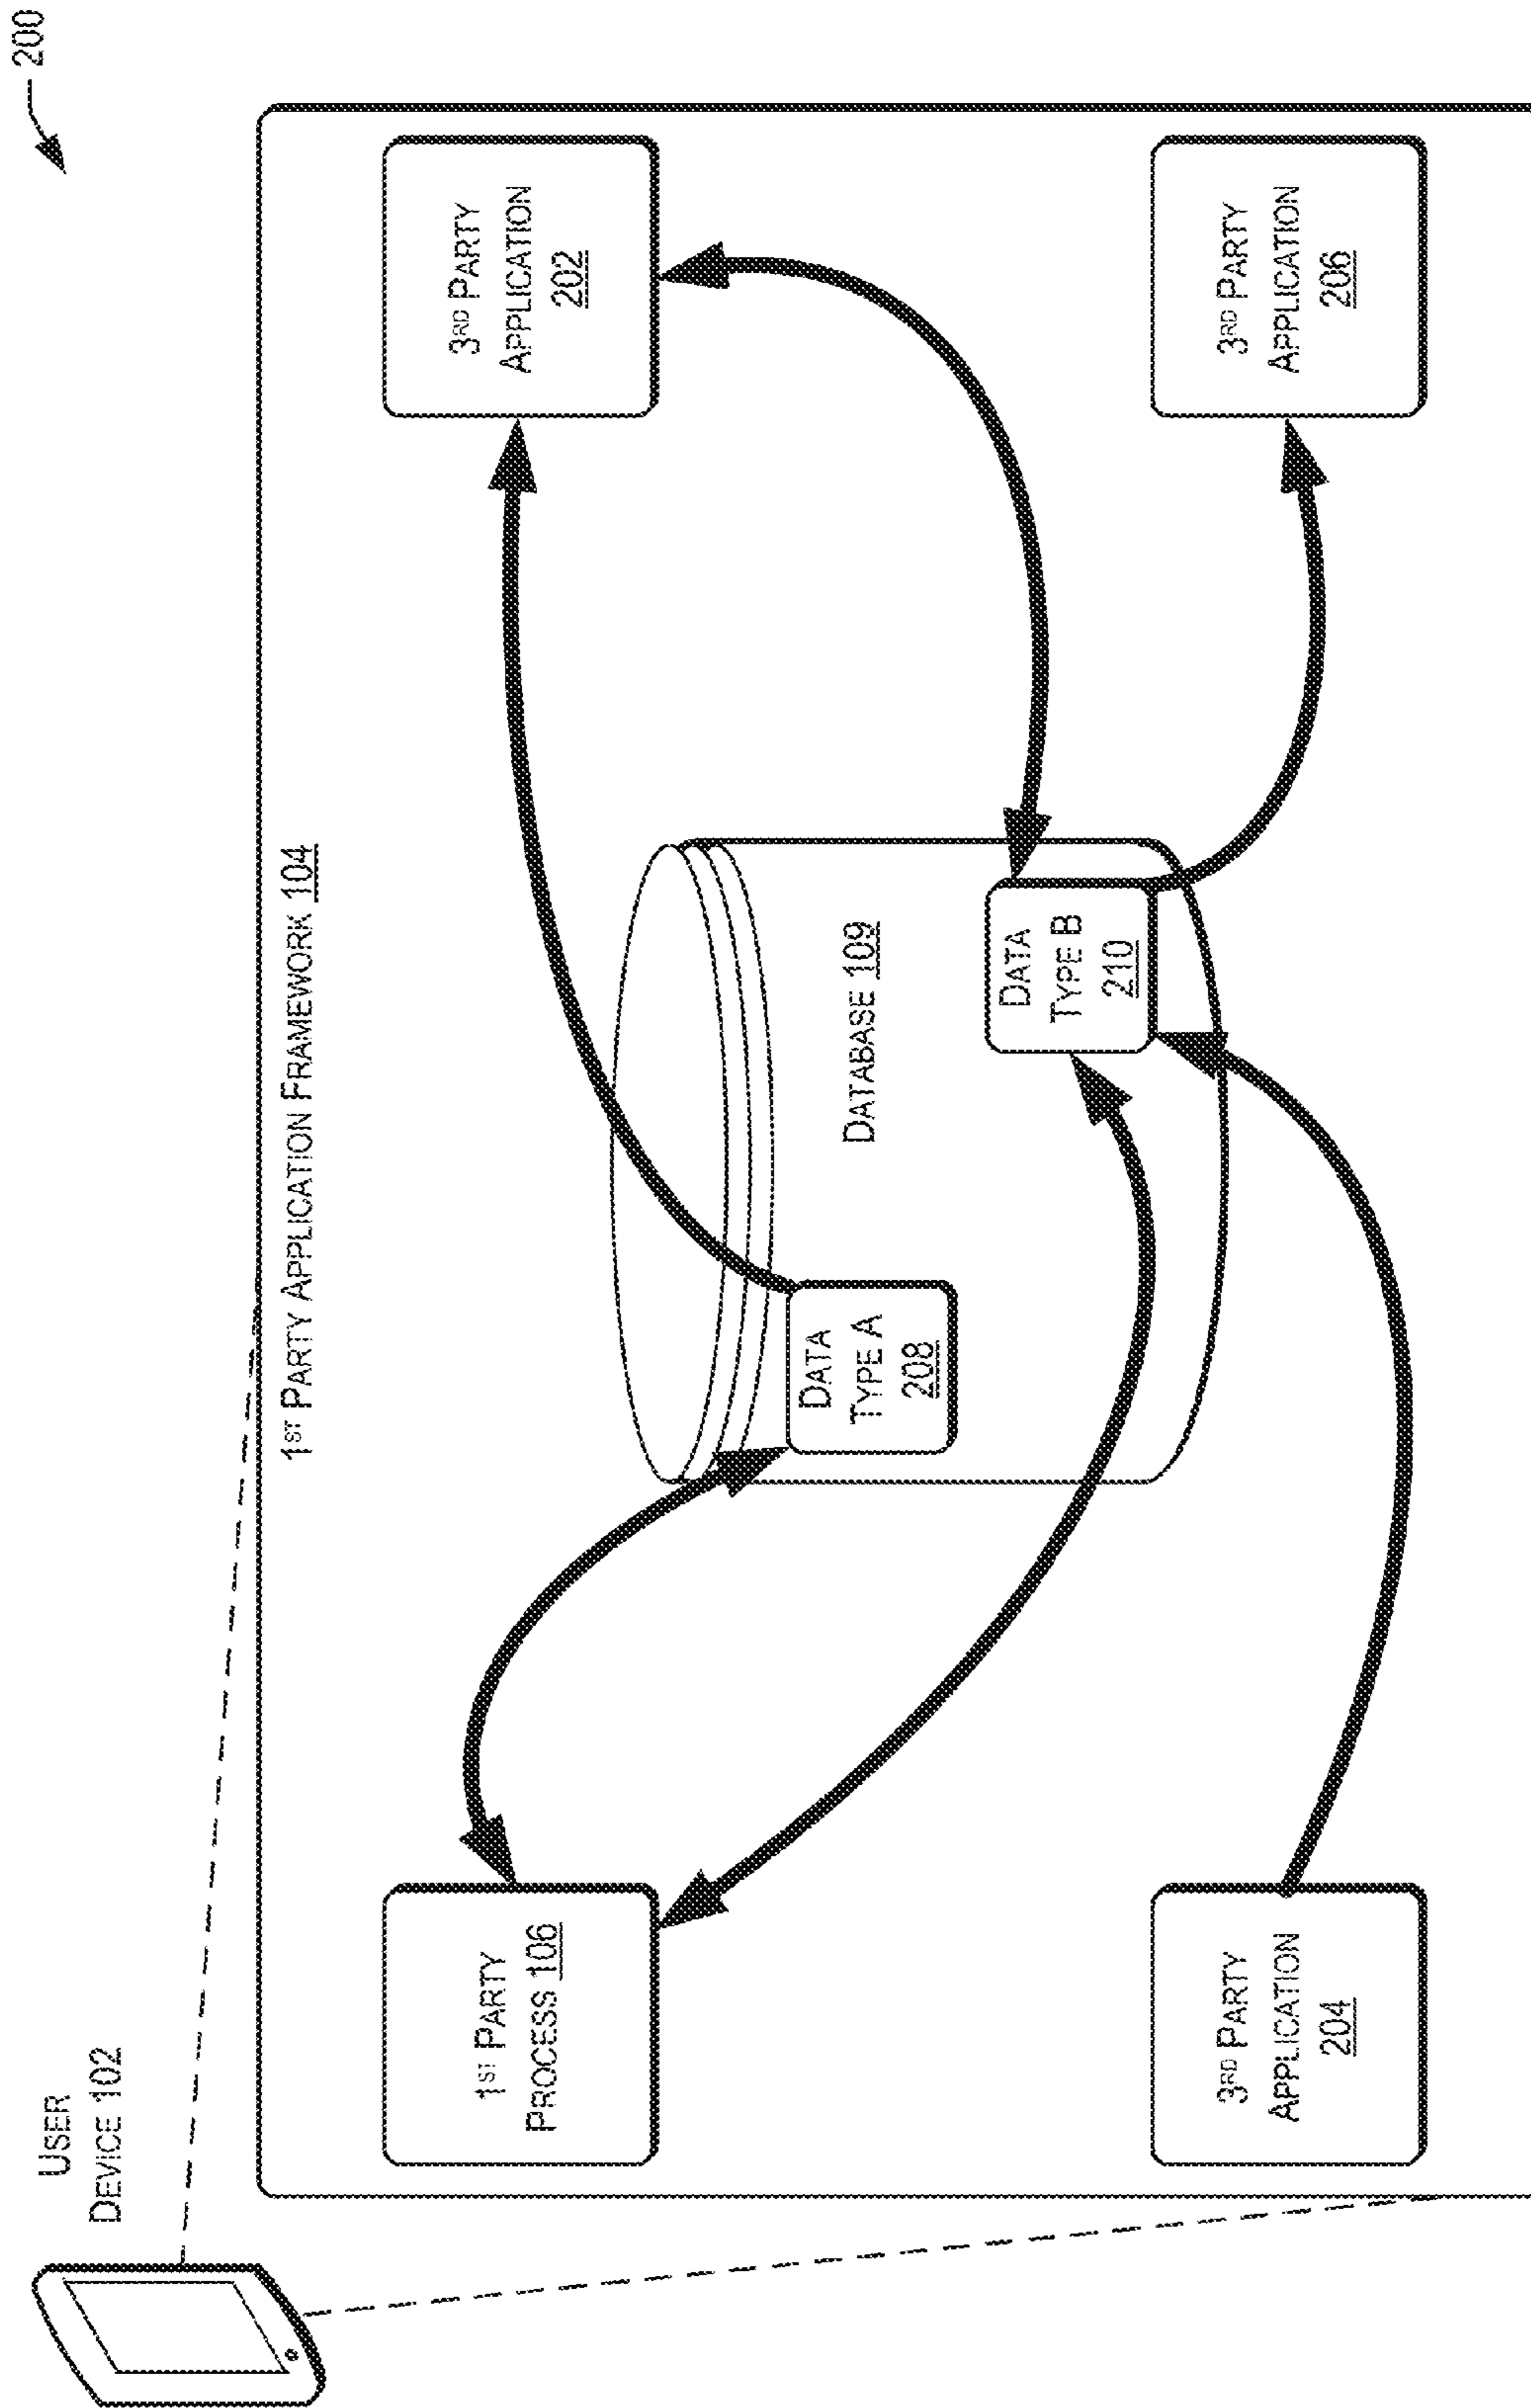 200
USER
DEVICE 102
1ST PARTY APPLICATION FRAMEWORK 104
1ST PARTY
PROCESS 106
3RD PARTY
APPLICATION
202
DATABASE 109
DATA
TYPE A
208
DATA
TYPE B
210
3RD PARTY
APPLICATION
204
3RD PARTY
APPLICATION
206